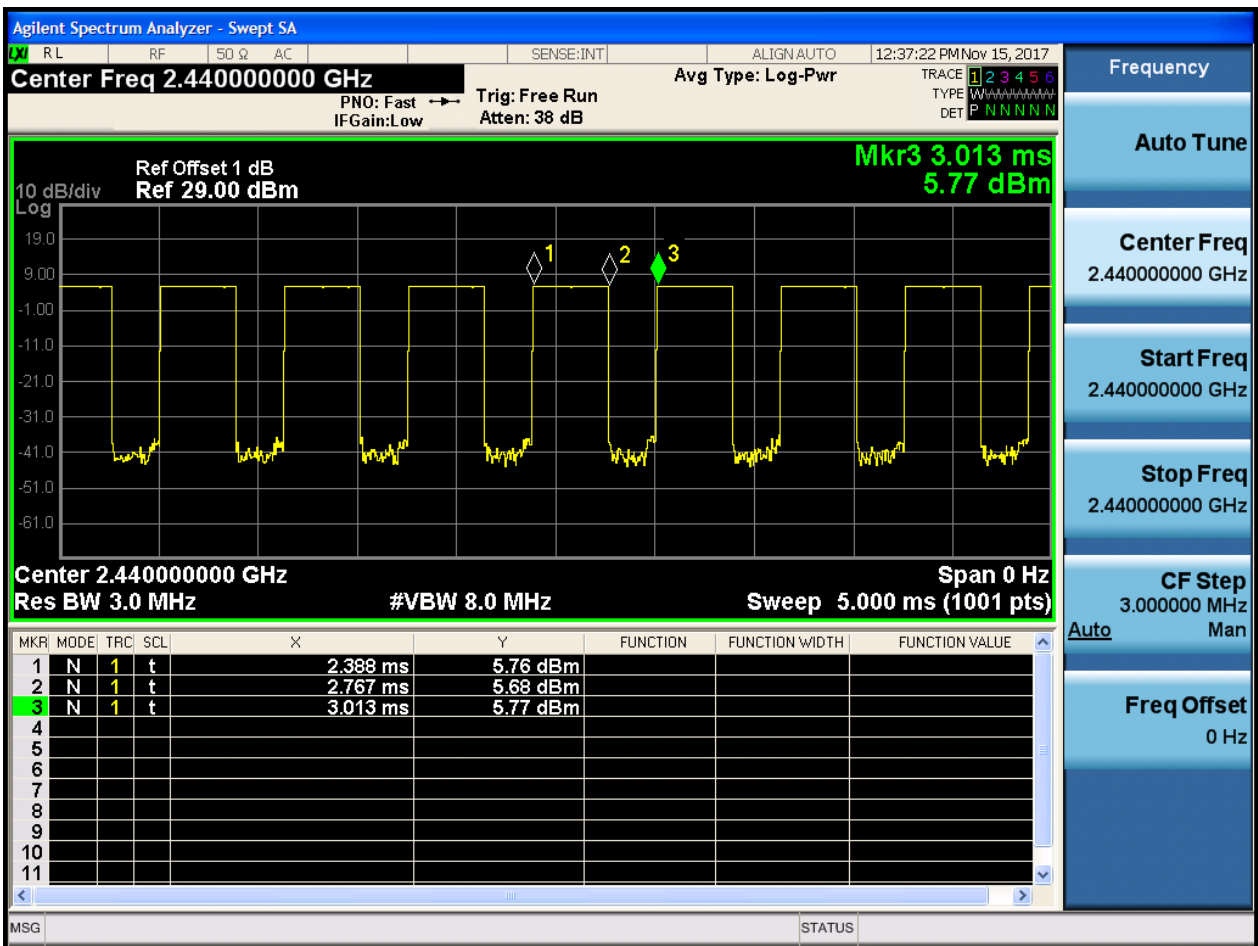 Agilent Spectrum Analyzer - Swept SA
LXI RL RF 50 Ω AC SENSE:INT ALIGN AUTO 12:37:22 PM Nov 15, 2017
Center Freq 2.440000000 GHz
PNO: Fast
IFGain:Low
Trig: Free Run
Atten: 38 dB
Avg Type: Log-Pwr
TRACE 1 2 3 4 5 6
TYPE WWWWWW
DET P N N N N N
Mkr3 3.013 ms
5.77 dBm
Ref Offset 1 dB
10 dB/div Ref 29.00 dBm
Log
19.0
9.00
-1.00
-11.0
-21.0
-31.0
-41.0
-51.0
-61.0
1 2 3
Center 2.440000000 GHz Span 0 Hz
Res BW 3.0 MHz #VBW 8.0 MHz Sweep 5.000 ms (1001 pts)
MKR MODE TRC SCL X Y FUNCTION FUNCTION WIDTH FUNCTION VALUE
1 N 1 t 2.388 ms 5.76 dBm
2 N 1 t 2.767 ms 5.68 dBm
3 N 1 t 3.013 ms 5.77 dBm
4
5
6
7
8
9
10
11
MSG STATUS
Frequency
Auto Tune
Center Freq
2.440000000 GHz
Start Freq
2.440000000 GHz
Stop Freq
2.440000000 GHz
CF Step
3.000000 MHz
Auto Man
Freq Offset
0 Hz